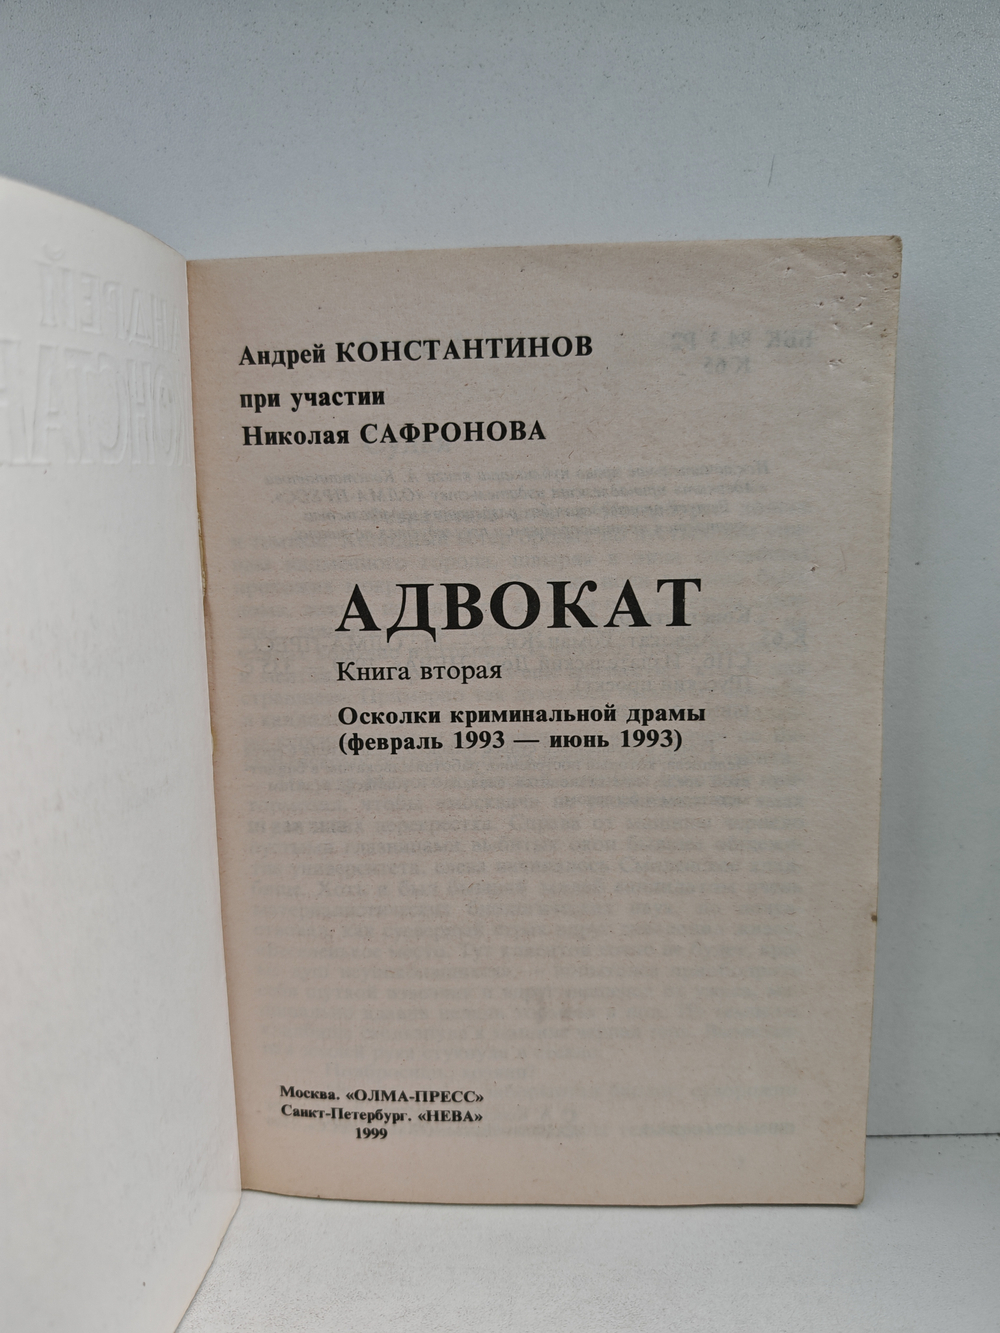 Андрей КОНСТАНТИНОВ
при участии
Николая САФРОНОВА
АДВОКАТ
Книга вторая
Осколки криминальной драмы
(февраль 1993 — июнь 1993)
Москва. «ОЛМА-ПРЕСС»
Санкт-Петербург. «НЕВА»
1999